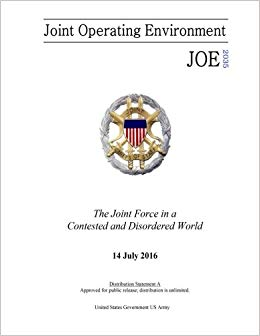 Joint Operating Environment
JOE 2035
The Joint Force in a
Contested and Disordered World
14 July 2016
Distribution Statement A
Approved for public release; distribution is unlimited.
United States Government US Army